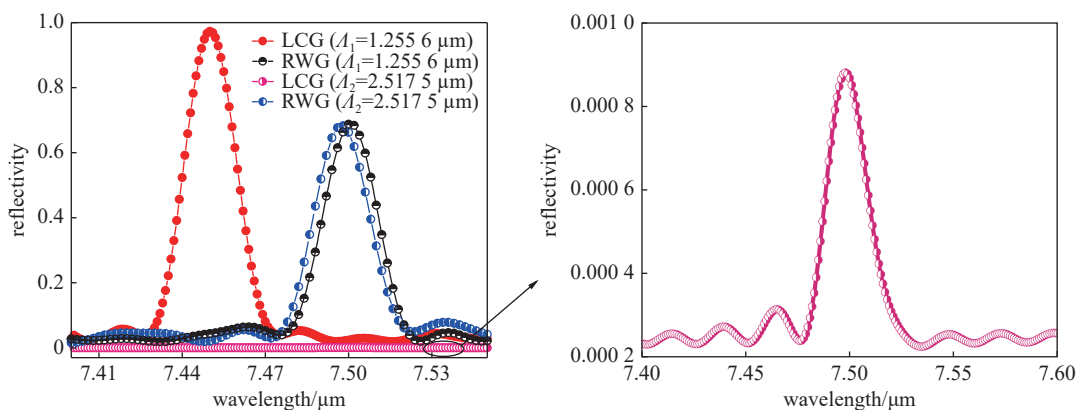 1.0
0.8
0.6
0.4
0.2
0
reflectivity
LCG (Λ₁=1.255 6 μm)
RWG (Λ₁=1.255 6 μm)
LCG (Λ₂=2.517 5 μm)
RWG (Λ₂=2.517 5 μm)
7.41 7.44 7.47 7.50 7.53
wavelength/μm
0.001 0
0.000 8
0.000 6
0.000 4
0.000 2
reflectivity
7.40 7.45 7.50 7.55 7.60
wavelength/μm